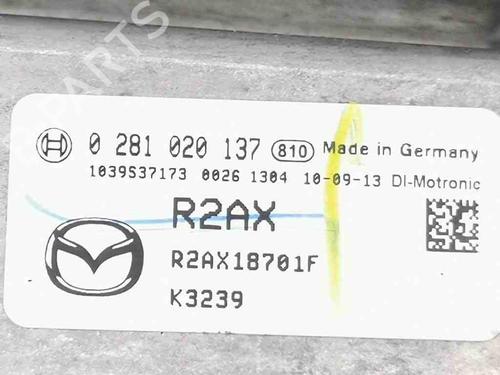 0 281 020 137 810 Made in Germany
1039S37173 0026 1304 10-09-13 DI-Motronic
R2AX
R2AX18701F
K3239